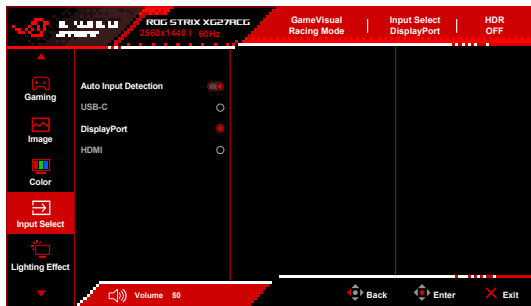 ROG STRIX XG27ACG
2560x1440 | 60Hz
GameVisual
Racing Mode
Input Select
DisplayPort
HDR
OFF
Gaming
Image
Color
Input Select
Lighting Effect
Auto Input Detection
USB-C
DisplayPort
HDMI
Volume 50
Back
Enter
Exit